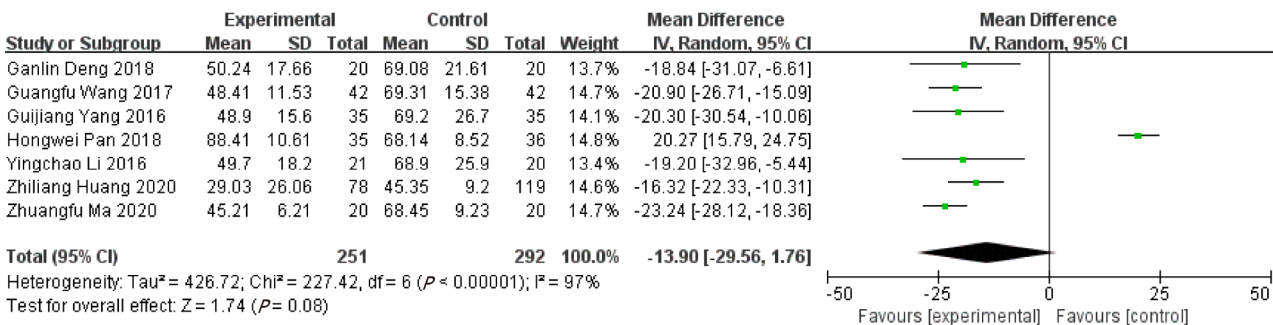 Experimental Control Mean Difference Mean Difference
Study or Subgroup Mean SD Total Mean SD Total Weight IV, Random, 95% CI IV, Random, 95% CI
Ganlin Deng 2018 50.24 17.66 20 69.08 21.61 20 13.7% -18.84 [-31.07, -6.61]
Guangfu Wang 2017 48.41 11.53 42 69.31 15.38 42 14.7% -20.90 [-26.71, -15.09]
Guijiang Yang 2016 48.9 15.6 35 69.2 26.7 35 14.1% -20.30 [-30.54, -10.06]
Hongwei Pan 2018 88.41 10.61 35 68.14 8.52 36 14.8% 20.27 [15.79, 24.75]
Yingchao Li 2016 49.7 18.2 21 68.9 25.9 20 13.4% -19.20 [-32.96, -5.44]
Zhiliang Huang 2020 29.03 26.06 78 45.35 9.2 119 14.6% -16.32 [-22.33, -10.31]
Zhuangfu Ma 2020 45.21 6.21 20 68.45 9.23 20 14.7% -23.24 [-28.12, -18.36]
Total (95% CI) 251 292 100.0% -13.90 [-29.56, 1.76]
Heterogeneity: Tau² = 426.72; Chi² = 227.42, df = 6 (P < 0.00001); I² = 97%
Test for overall effect: Z = 1.74 (P = 0.08)
-50 -25 0 25 50
Favours [experimental] Favours [control]